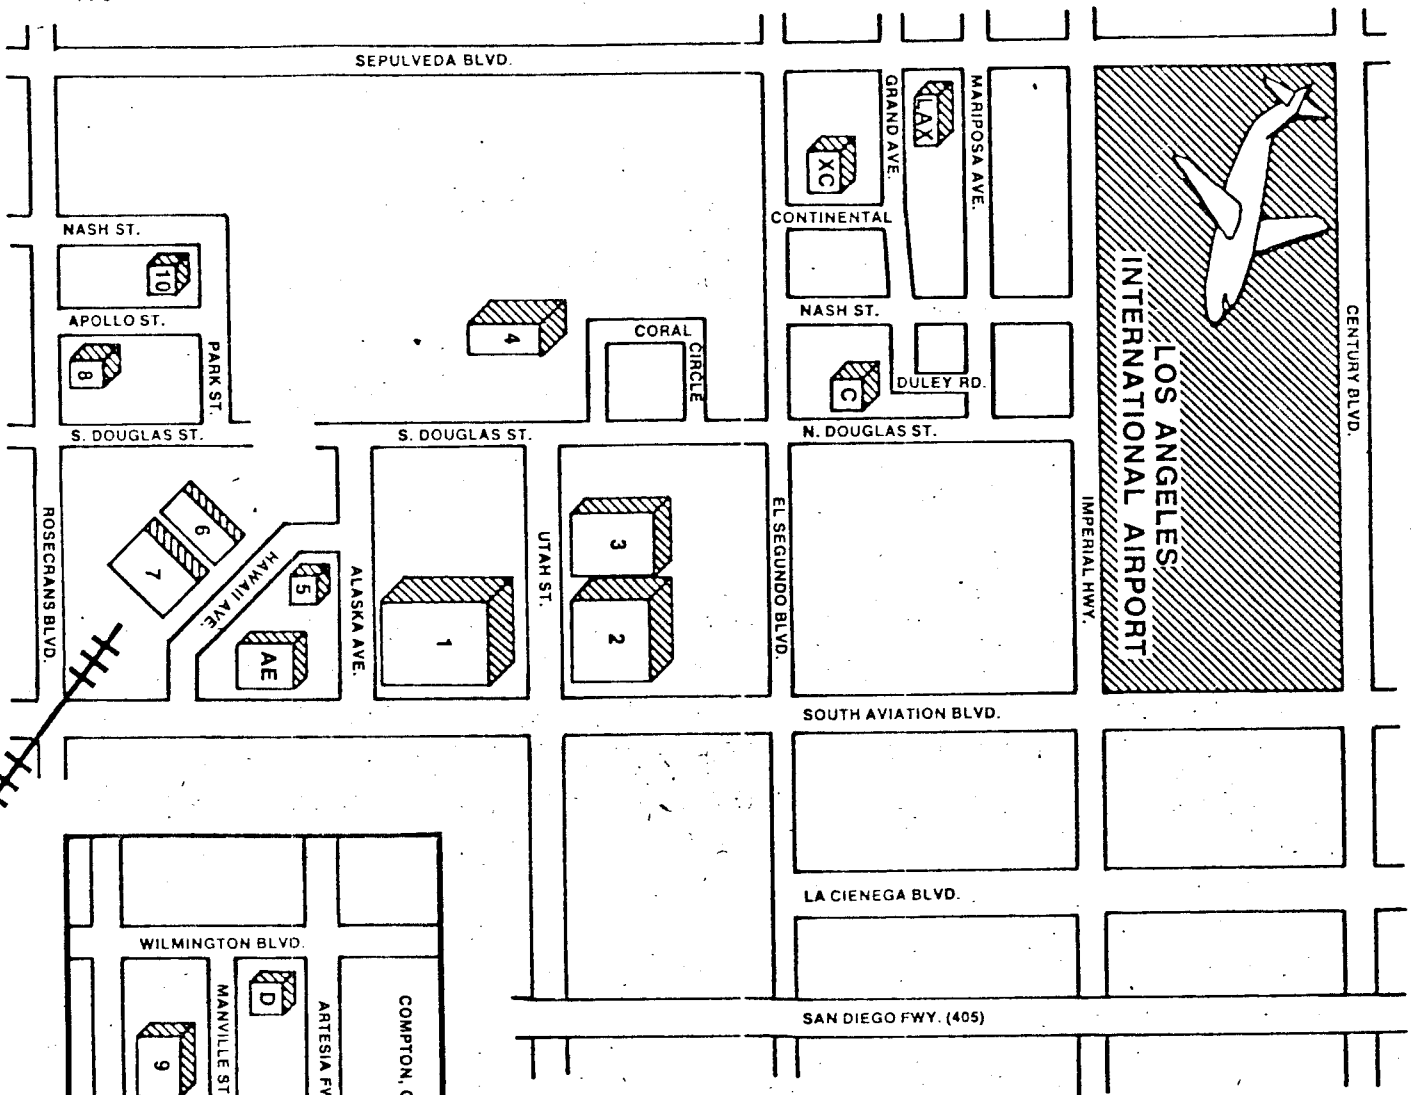 SEPULVEDA BLVD.
GRAND AVE.
LAX
MARIPOSA AVE.
XC
CONTINENTAL
NASH ST.
10
APOLLO ST.
8
PARK ST.
4
CORAL
CIRCLE
NASH ST.
C
DULEY RD.
LOS ANGELES
INTERNATIONAL AIRPORT
CENTURY BLVD.
S. DOUGLAS ST.
S. DOUGLAS ST.
N. DOUGLAS ST.
ROSECRANS BLVD.
6
7
HAWAII AVE.
5
AE
ALASKA AVE.
1
UTAH ST.
3
2
EL SEGUNDO BLVD.
IMPERIAL HWY.
SOUTH AVIATION BLVD.
LA CIENEGA BLVD.
SAN DIEGO FWY. (405)
WILMINGTON BLVD.
9
MANVILLE ST
D
ARTESIA
COMPTON,